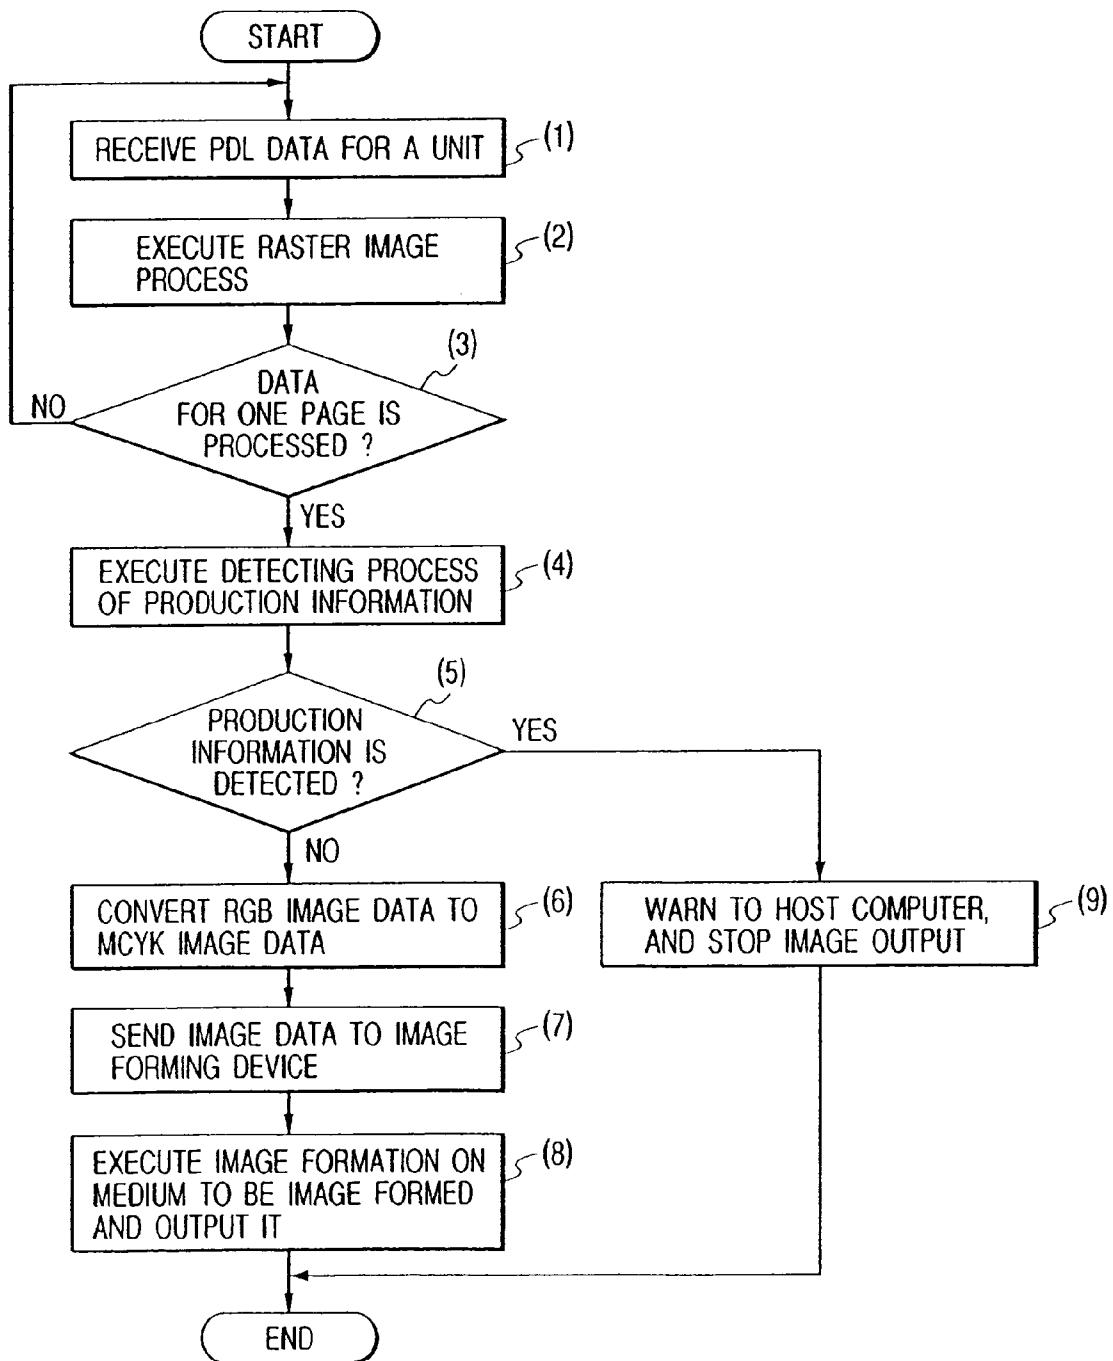 START
RECEIVE PDL DATA FOR A UNIT
(1)
EXECUTE RASTER IMAGE
PROCESS
(2)
(3)
DATA
FOR ONE PAGE IS
PROCESSED ?
NO
YES
EXECUTE DETECTING PROCESS
OF PRODUCTION INFORMATION
(4)
(5)
PRODUCTION
INFORMATION IS
DETECTED ?
YES
NO
CONVERT RGB IMAGE DATA TO
MCYK IMAGE DATA
(6)
WARN TO HOST COMPUTER,
AND STOP IMAGE OUTPUT
(9)
SEND IMAGE DATA TO IMAGE
FORMING DEVICE
(7)
EXECUTE IMAGE FORMATION ON
MEDIUM TO BE IMAGE FORMED
AND OUTPUT IT
(8)
END